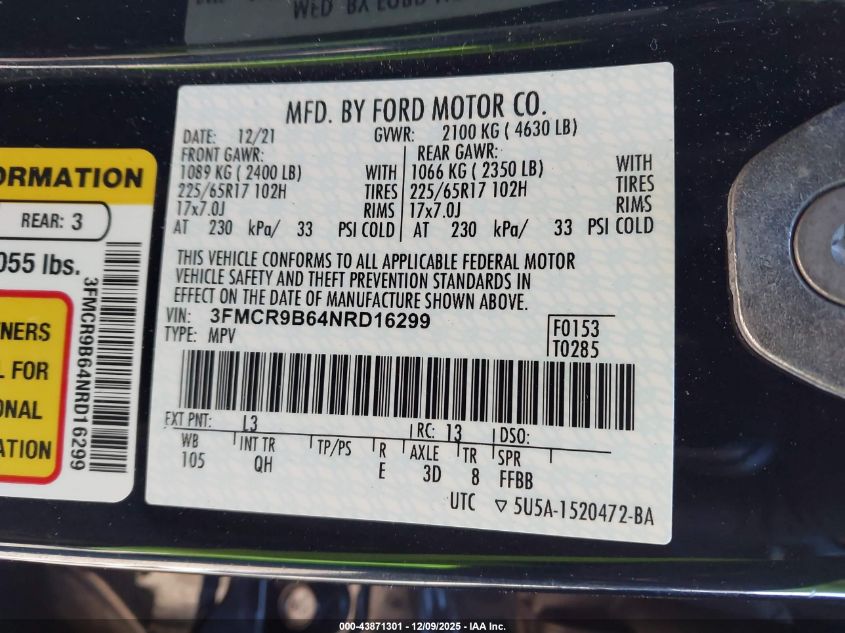 MFD. BY FORD MOTOR CO.
DATE: 12/21 GVWR: 2100 KG ( 4630 LB)
FRONT GAWR: REAR GAWR:
1089 KG ( 2400 LB) WITH 1066 KG ( 2350 LB) WITH
225/65R17 102H TIRES 225/65R17 102H TIRES
17x7.0J RIMS 17x7.0J RIMS
AT 230 kPa/ 33 PSI COLD AT 230 kPa/ 33 PSI COLD
THIS VEHICLE CONFORMS TO ALL APPLICABLE FEDERAL MOTOR
VEHICLE SAFETY AND THEFT PREVENTION STANDARDS IN
EFFECT ON THE DATE OF MANUFACTURE SHOWN ABOVE.
VIN: 3FMCR9B64NRD16299
TYPE: MPV
F0153
T0285
EXT PNT: L3 RC: 13 DSO:
WB INT TR TP/PS R AXLE TR SPR
105 QH E 3D 8 FFBB
UTC ▽ 5U5A-1520472-BA
ORMATION
REAR: 3
055 lbs.
3FMCR9B64NRD16299
NERS
L FOR
ONAL
ATION
000-43871301 - 12/09/2025 - IAA Inc.